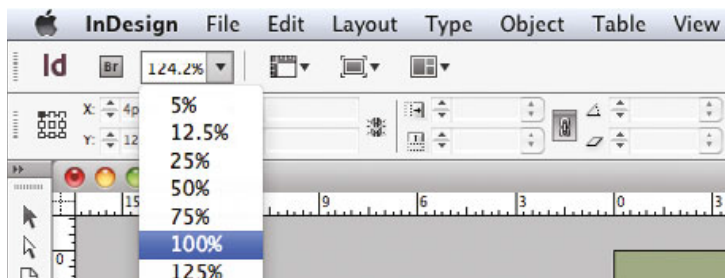 InDesign File Edit Layout Type Object Table View
Id Br 124.2%
X: 4p
Y: 12
5%
12.5%
25%
50%
75%
100%
125%
15 9 6 3 0 3
0